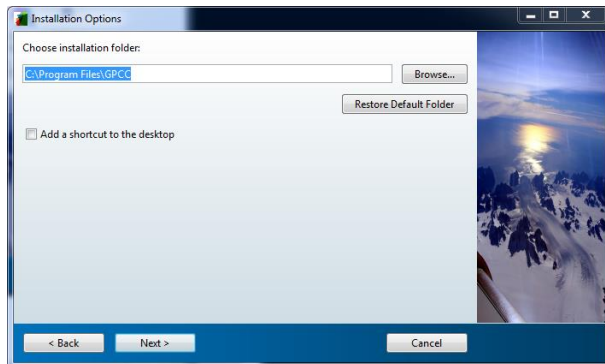 Installation Options
Choose installation folder:
C:\Program Files\GPCC
Browse...
Restore Default Folder
Add a shortcut to the desktop
< Back
Next >
Cancel